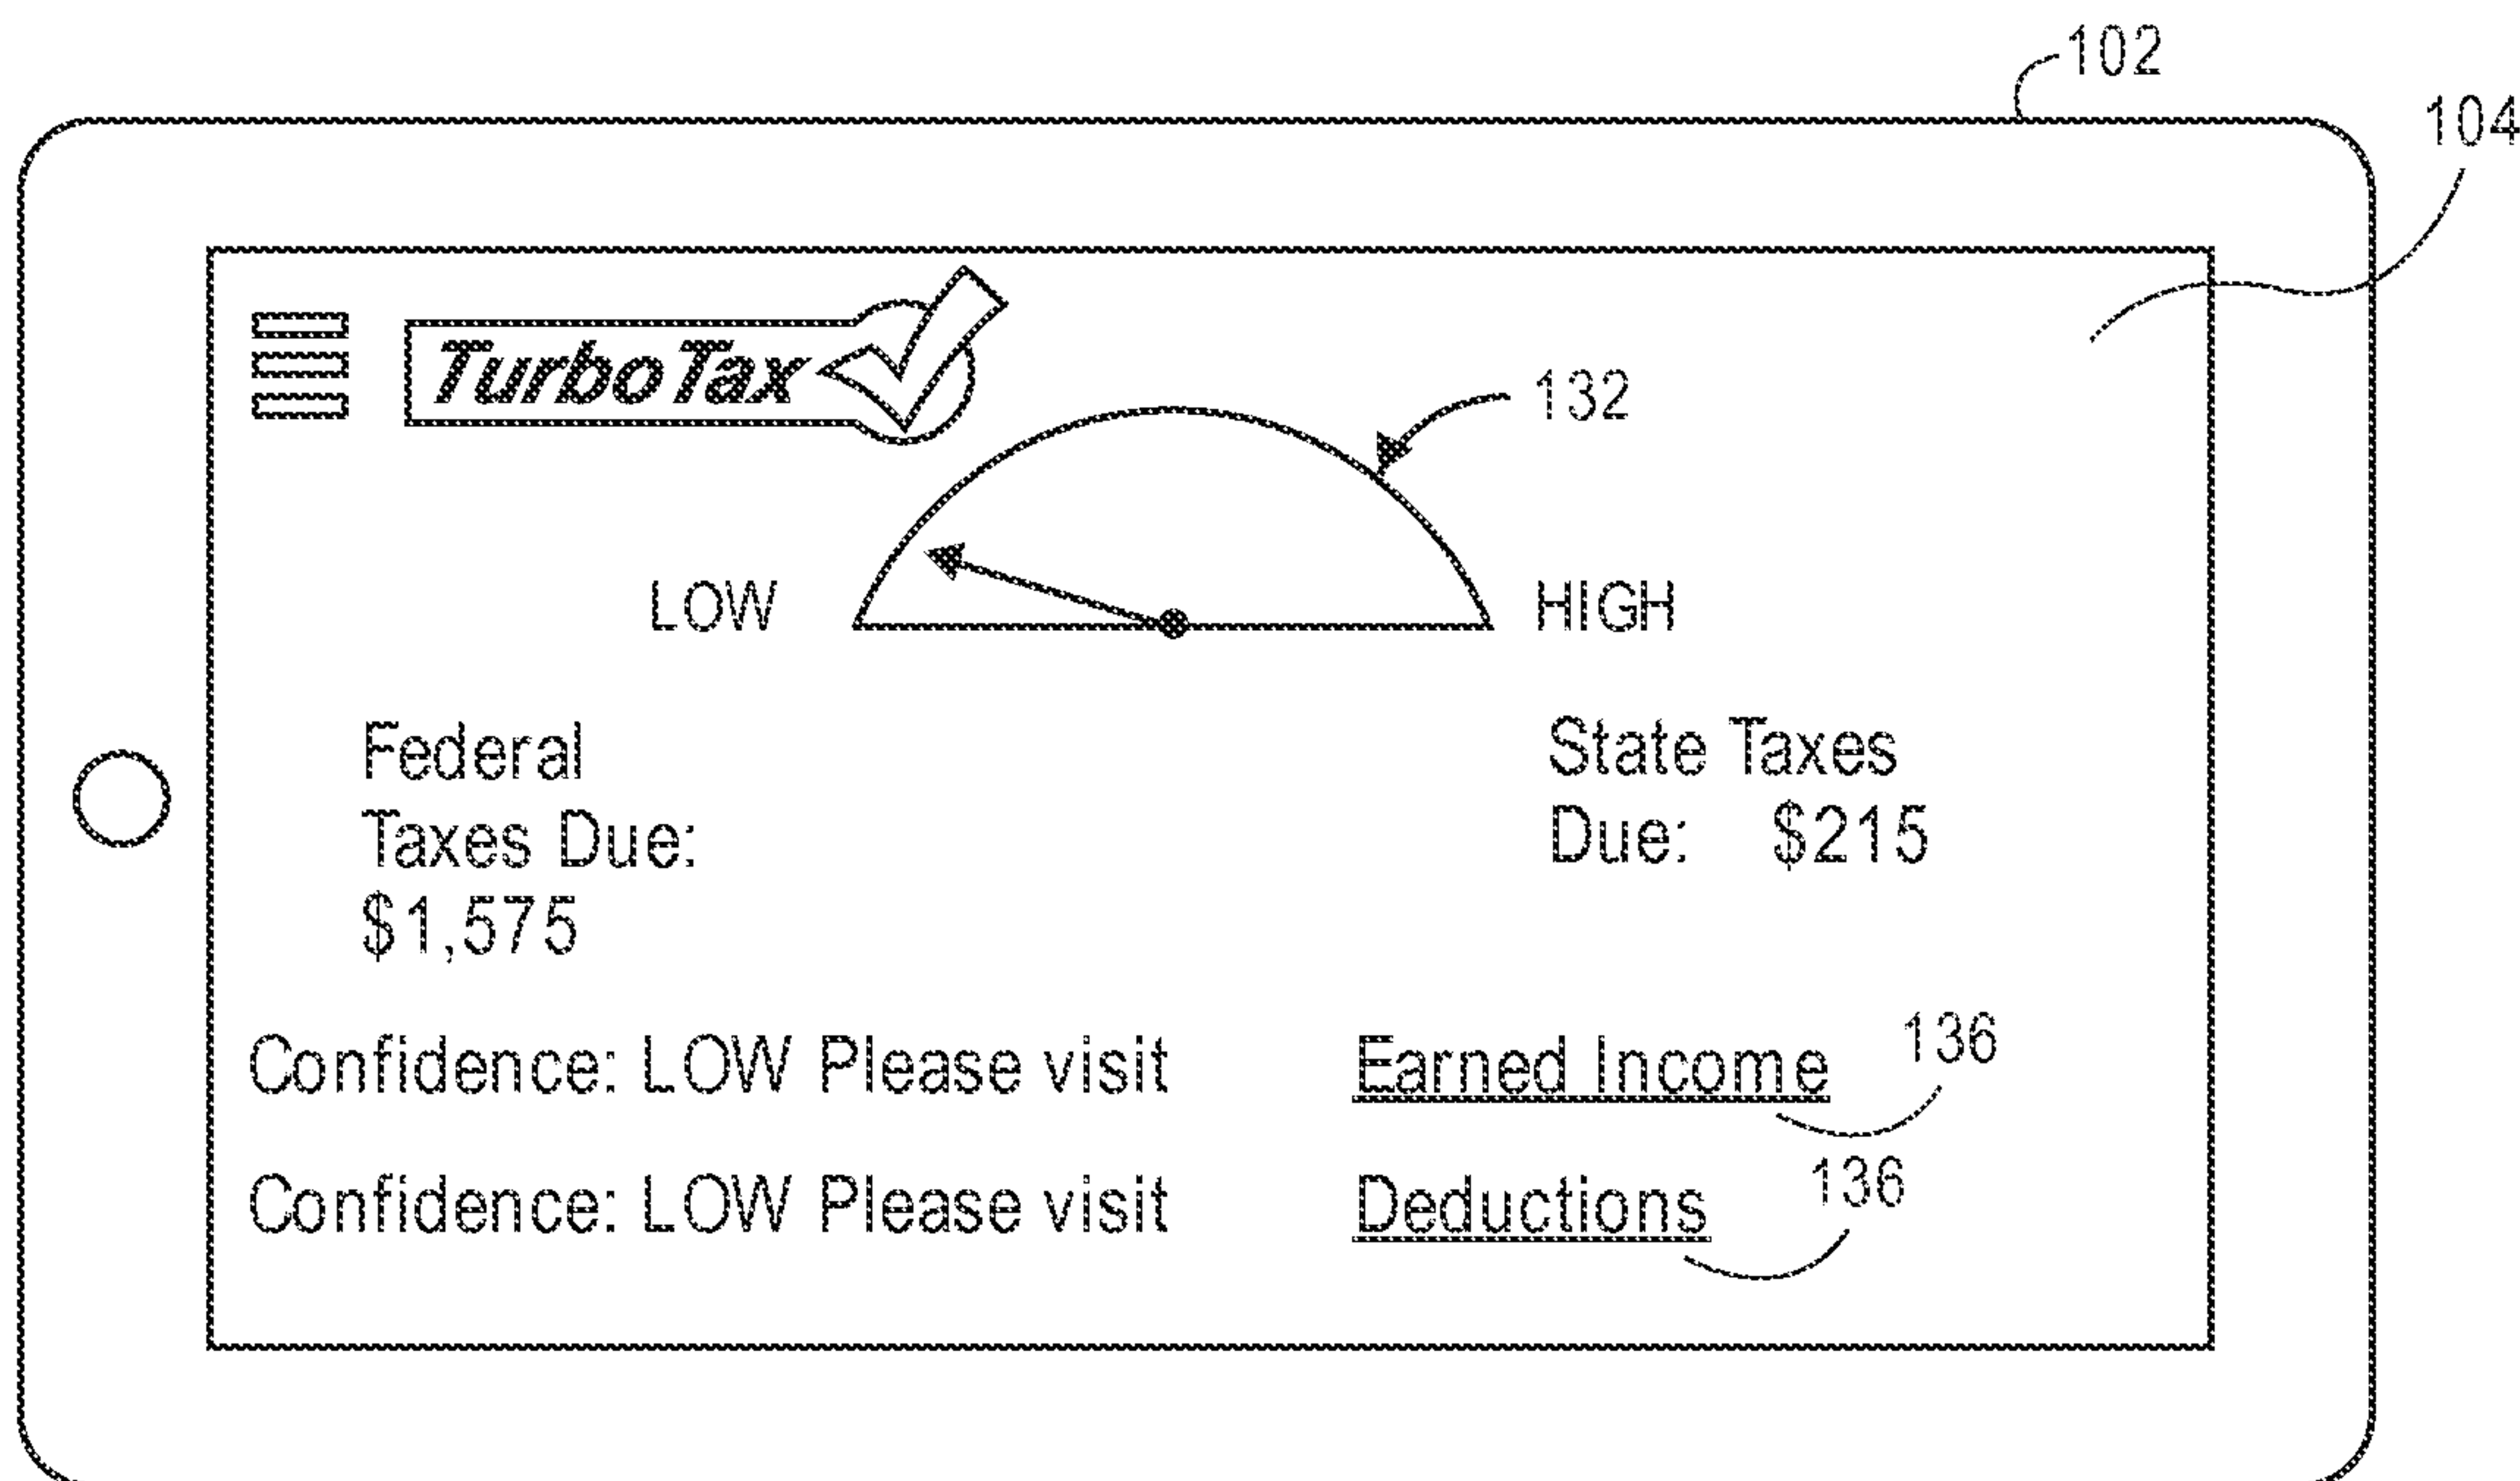 102
104
TurboTax
132
LOW HIGH
Federal
Taxes Due:
$1,575
State Taxes
Due: $215
Confidence: LOW Please visit Earned Income 136
Confidence: LOW Please visit Deductions 136